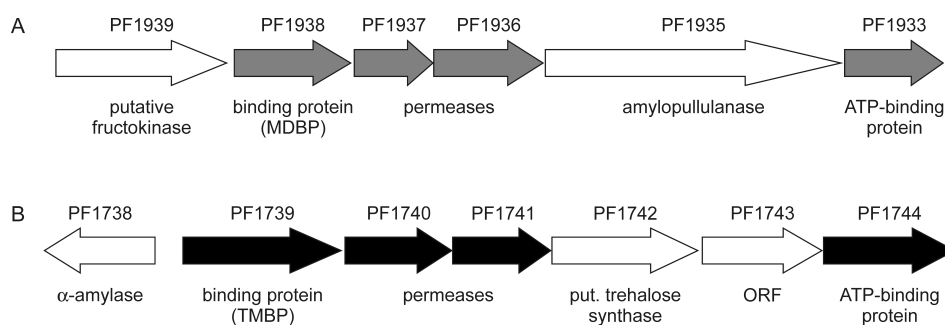 A
PF1939 PF1938 PF1937 PF1936 PF1935 PF1933
putative binding protein permeases amylopullulanase ATP-binding
fructokinase (MDBP) protein
B
PF1738 PF1739 PF1740 PF1741 PF1742 PF1743 PF1744
α-amylase binding protein permeases put. trehalose ORF ATP-binding
(TMBP) synthase protein